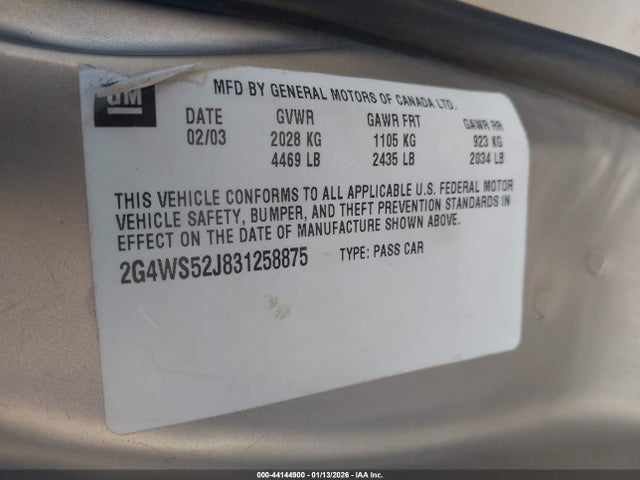 GM
MFD BY GENERAL MOTORS OF CANADA LTD.
DATE GVWR GAWR FRT GAWR RR
02/03 2028 KG 1105 KG 923 KG
4469 LB 2435 LB 2034 LB
THIS VEHICLE CONFORMS TO ALL APPLICABLE U.S. FEDERAL MOTOR
VEHICLE SAFETY, BUMPER, AND THEFT PREVENTION STANDARDS IN
EFFECT ON THE DATE OF MANUFACTURE SHOWN ABOVE.
2G4WS52J831258875 TYPE: PASS CAR
000-44144900 - 01/13/2026 - IAA Inc.